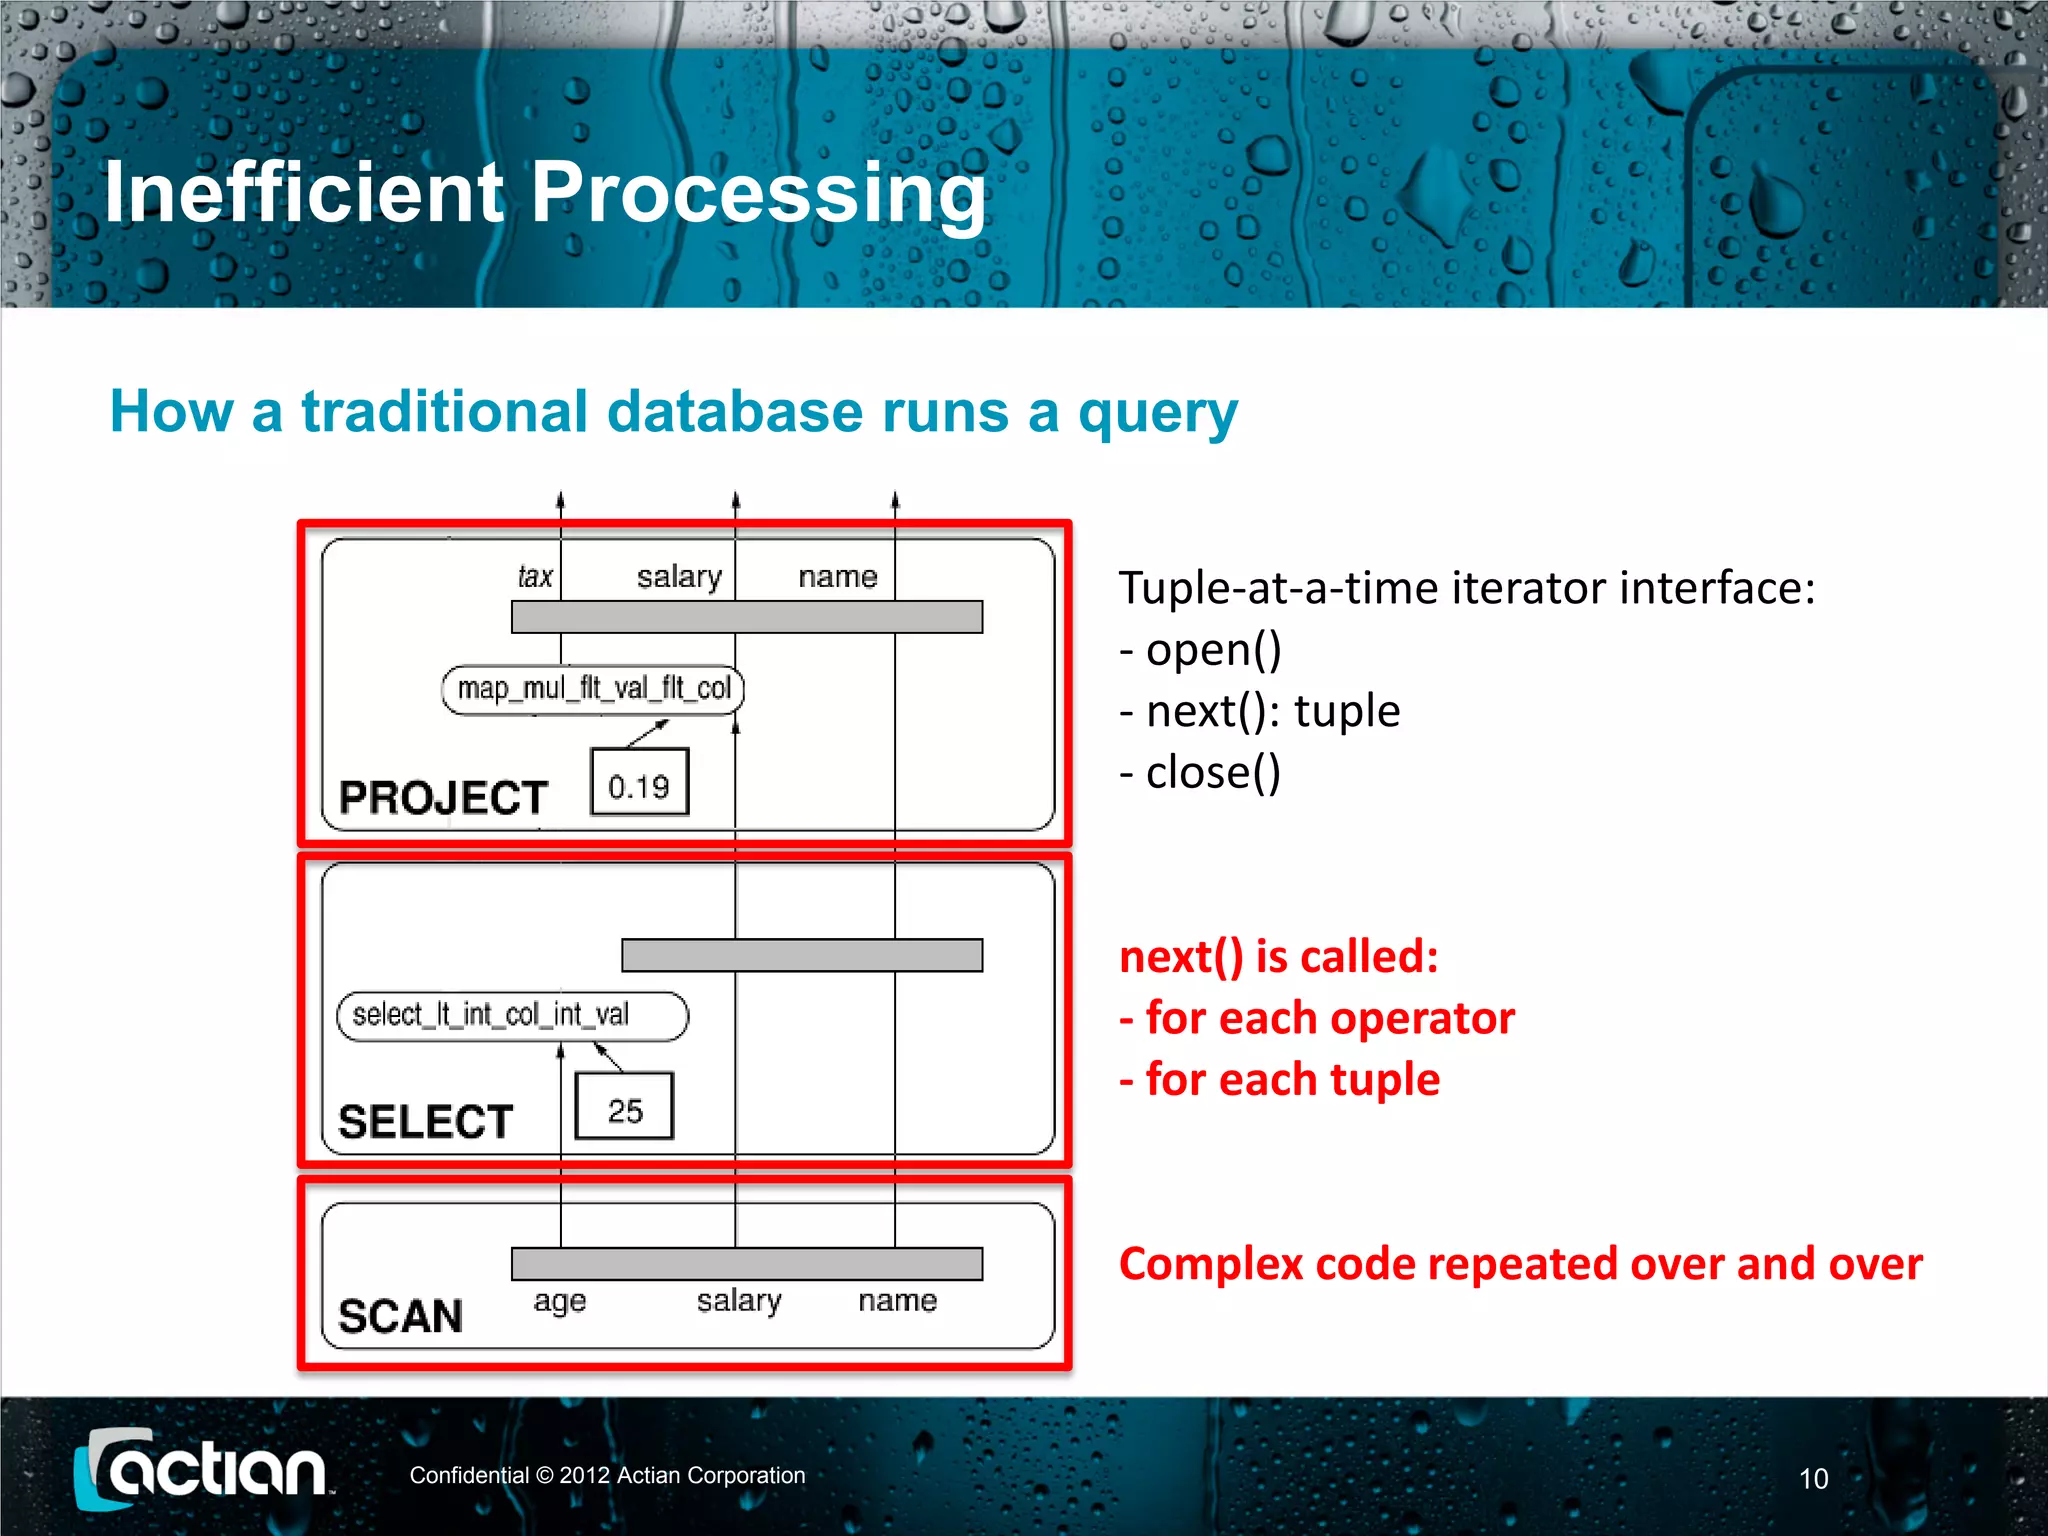 Inefficient Processing
How a traditional database runs a query
tax salary name
map_mul_flt_val_flt_col
0.19
PROJECT
select_lt_int_col_int_val
25
SELECT
age salary name
SCAN
Tuple-at-a-time iterator interface:
- open()
- next(): tuple
- close()
next() is called:
- for each operator
- for each tuple
Complex code repeated over and over
actian™
Confidential © 2012 Actian Corporation
10